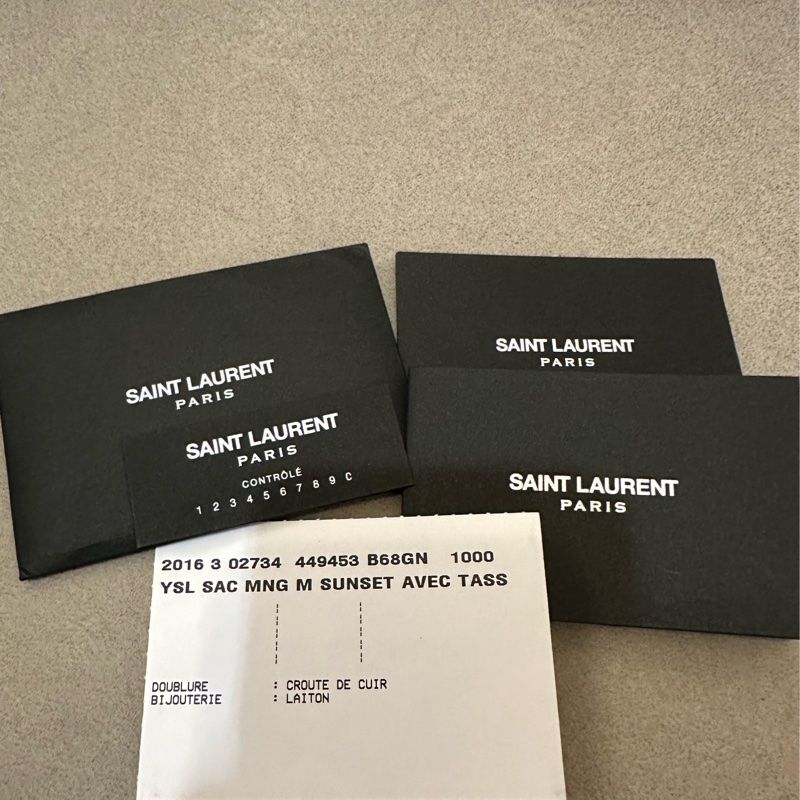 SAINT LAURENT
PARIS
SAINT LAURENT
PARIS
CONTRÔLÉ
1 2 3 4 5 6 7 8 9 C
SAINT LAURENT
PARIS
SAINT LAURENT
PARIS
2016 3 02734 449453 B68GN 1000
YSL SAC MNG M SUNSET AVEC TASS
DOUBLURE : CROUTE DE CUIR
BIJOUTERIE : LAITON